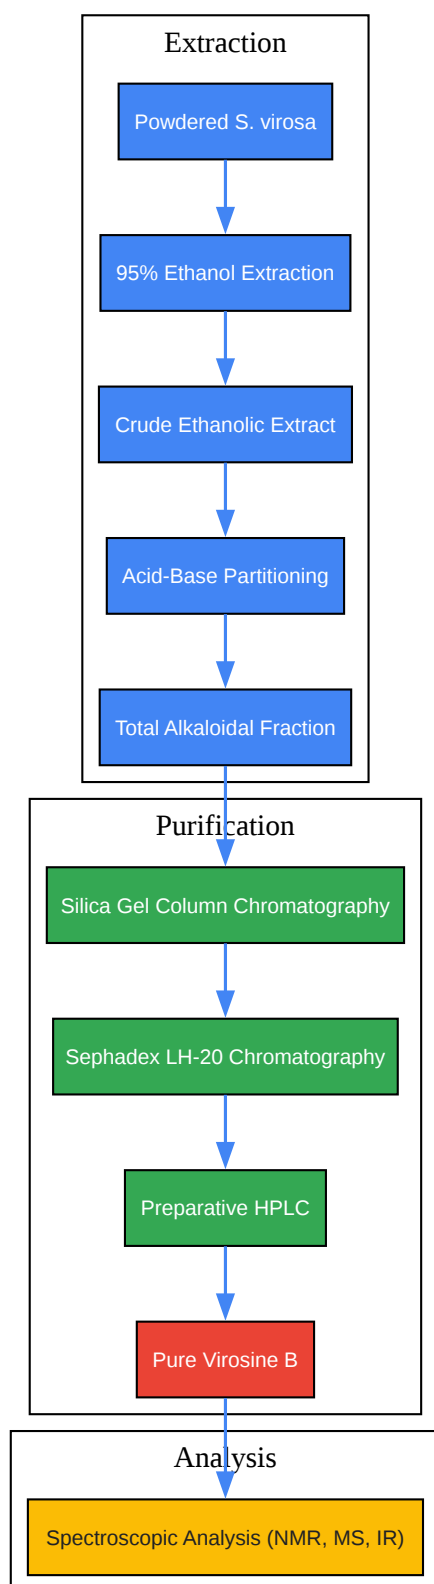 Extraction
Powdered S. virosa
95% Ethanol Extraction
Crude Ethanolic Extract
Acid-Base Partitioning
Total Alkaloidal Fraction
Purification
Silica Gel Column Chromatography
Sephadex LH-20 Chromatography
Preparative HPLC
Pure Virosine B
Analysis
Spectroscopic Analysis (NMR, MS, IR)